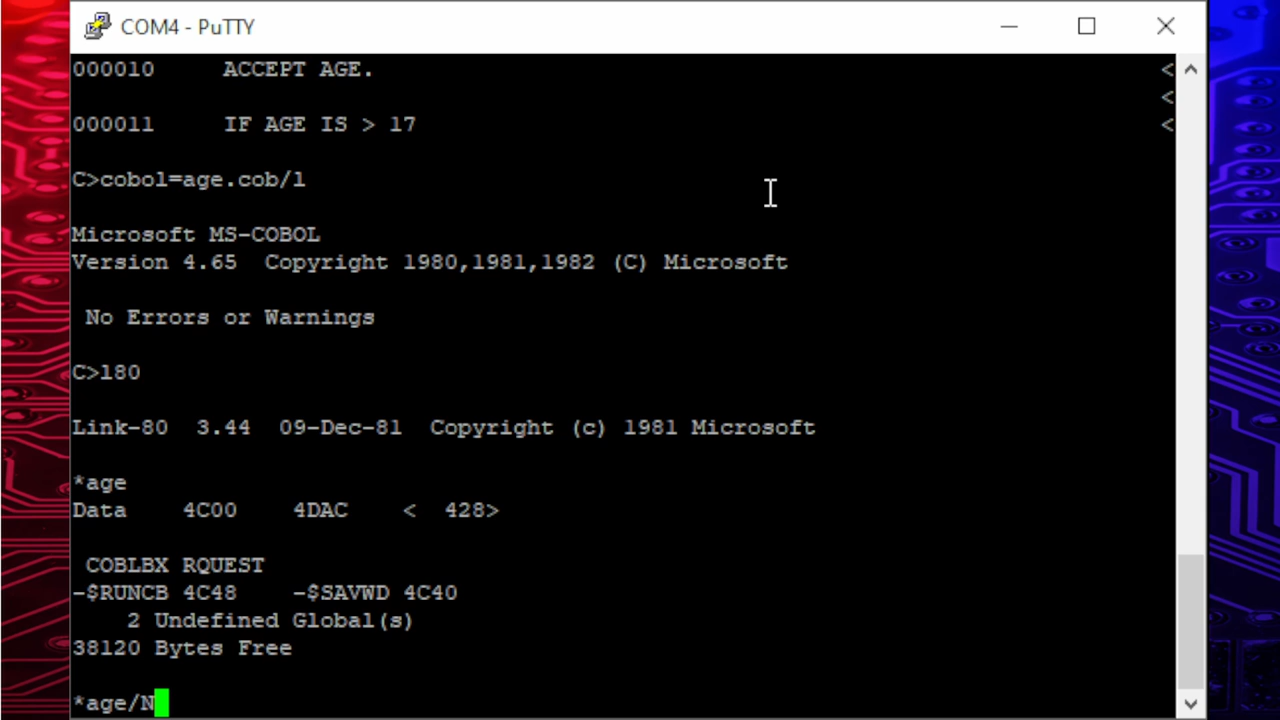 COM4 - PuTTY
000010     ACCEPT AGE.     <
<
000011     IF AGE IS > 17     <
C>cobol=age.cob/l
Microsoft MS-COBOL
Version 4.65  Copyright 1980,1981,1982 (C) Microsoft
No Errors or Warnings
C>l80
Link-80  3.44  09-Dec-81  Copyright (c) 1981 Microsoft
*age
Data    4C00    4DAC    <  428>
COBLBX RQUEST
-$RUNCB 4C48    -$SAVWD 4C40
2 Undefined Global(s)
38120 Bytes Free
*age/N